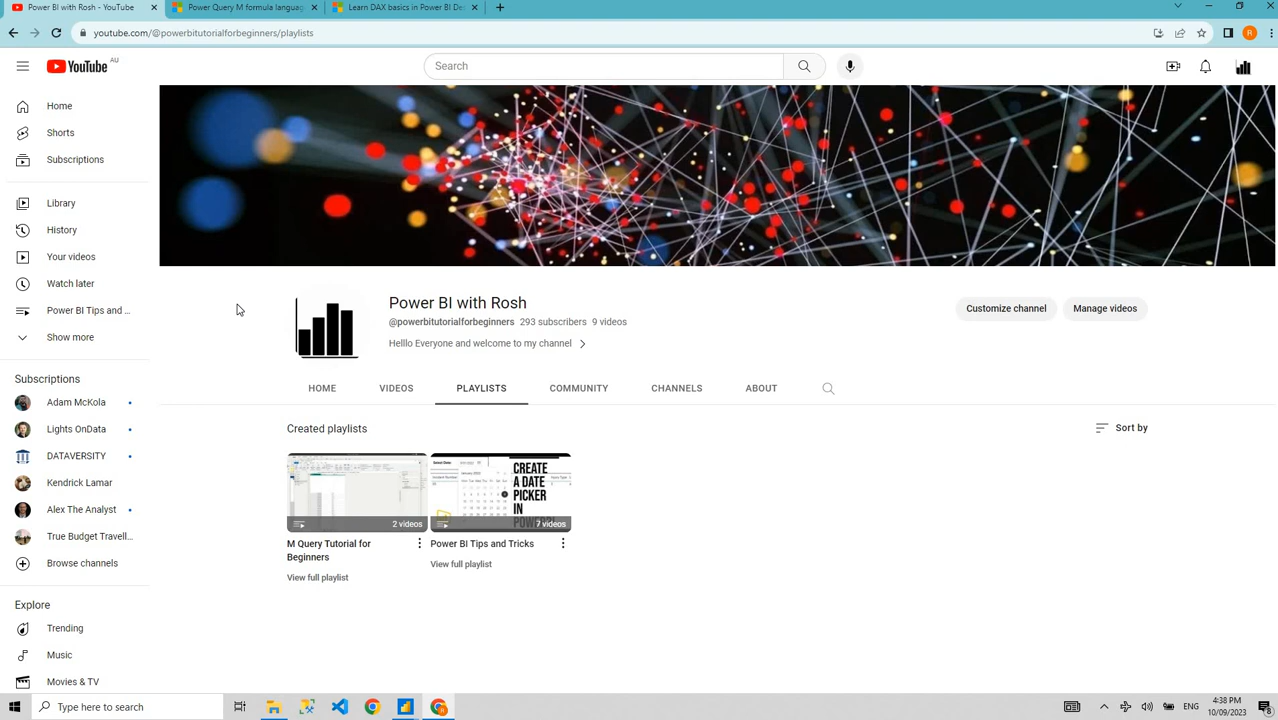 Power BI with Rosh - YouTube
Power Query M formula languag
Learn DAX basics in Power BI De
youtube.com/@powerbitutorialforbeginners/playlists
YouTube AU
Search
Home
Shorts
Subscriptions
Library
History
Your videos
Watch later
Power BI Tips and ...
Show more
Subscriptions
Adam McKola
Lights OnData
DATAVERSITY
Kendrick Lamar
Alex The Analyst
True Budget Travell...
Browse channels
Explore
Trending
Music
Movies & TV
Power BI with Rosh
@powerbitutorialforbeginners 293 subscribers 9 videos
Helllo Everyone and welcome to my channel
Customize channel
Manage videos
HOME
VIDEOS
PLAYLISTS
COMMUNITY
CHANNELS
ABOUT
Created playlists
Sort by
2 videos
CREATE
A DATE
PICKER
IN
7 videos
M Query Tutorial for
Beginners
View full playlist
Power BI Tips and Tricks
View full playlist
Type here to search
ENG
4:38 PM
10/09/2023